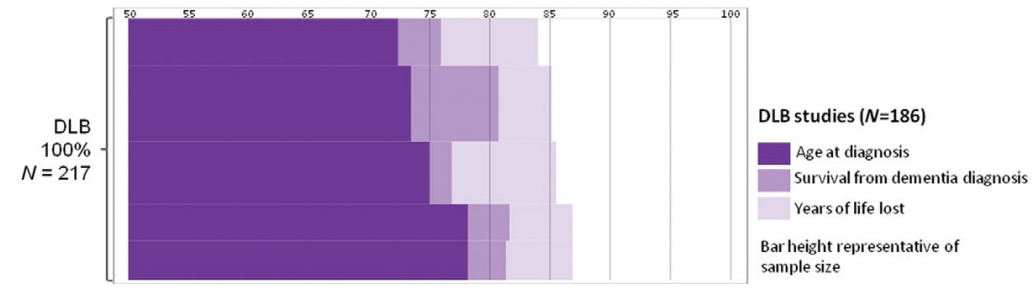 50 55 60 65 70 75 80 85 90 95 100
DLB
100%
N = 217
DLB studies (N=186)
Age at diagnosis
Survival from dementia diagnosis
Years of life lost
Bar height representative of
sample size